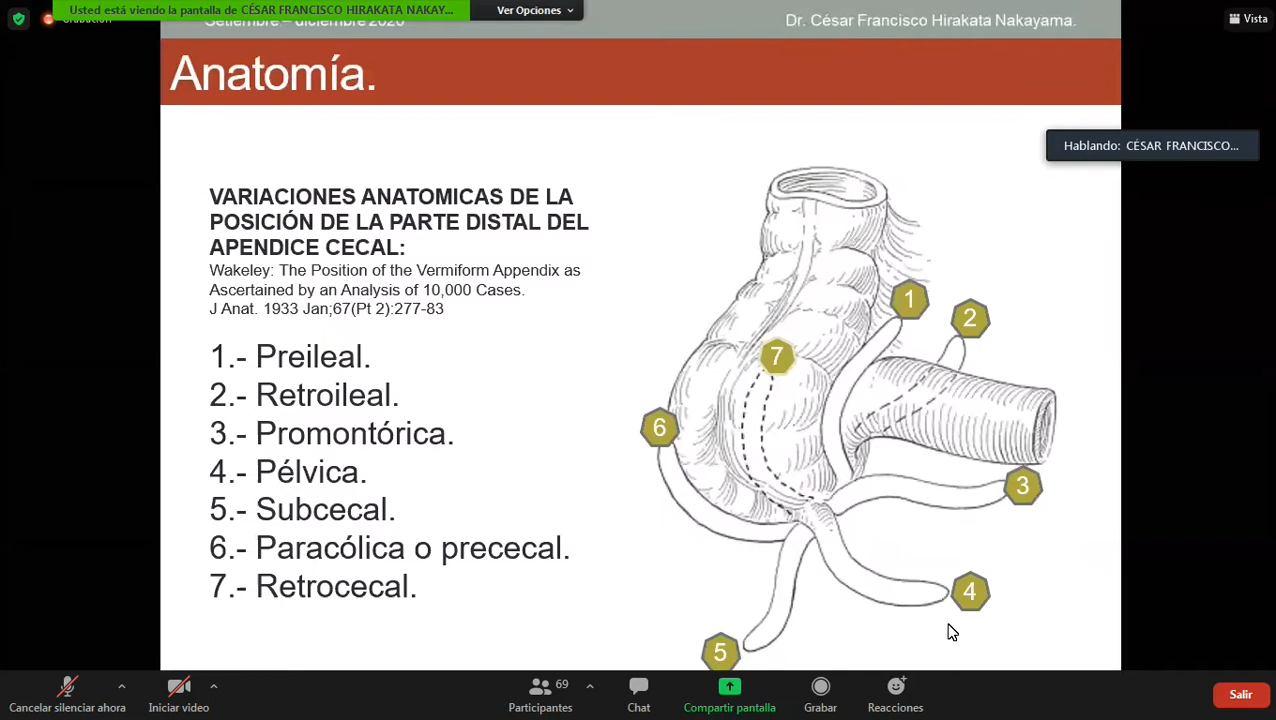 Grabación
Usted está viendo la pantalla de CÉSAR FRANCISCO HIRAKATA NAKAY...
Ver Opciones
Vista
Setiembre – diciembre 2020
Dr. César Francisco Hirakata Nakayama.
Anatomía.
Hablando: CÉSAR FRANCISCO...
VARIACIONES ANATOMICAS DE LA
POSICIÓN DE LA PARTE DISTAL DEL
APENDICE CECAL:
Wakeley: The Position of the Vermiform Appendix as
Ascertained by an Analysis of 10,000 Cases.
J Anat. 1933 Jan;67(Pt 2):277-83
1.- Preileal.
2.- Retroileal.
3.- Promontórica.
4.- Pélvica.
5.- Subcecal.
6.- Paracólica o prececal.
7.- Retrocecal.
1
2
7
6
3
4
5
Cancelar silenciar ahora
Iniciar video
69
Participantes
Chat
Compartir pantalla
Grabar
Reacciones
Salir